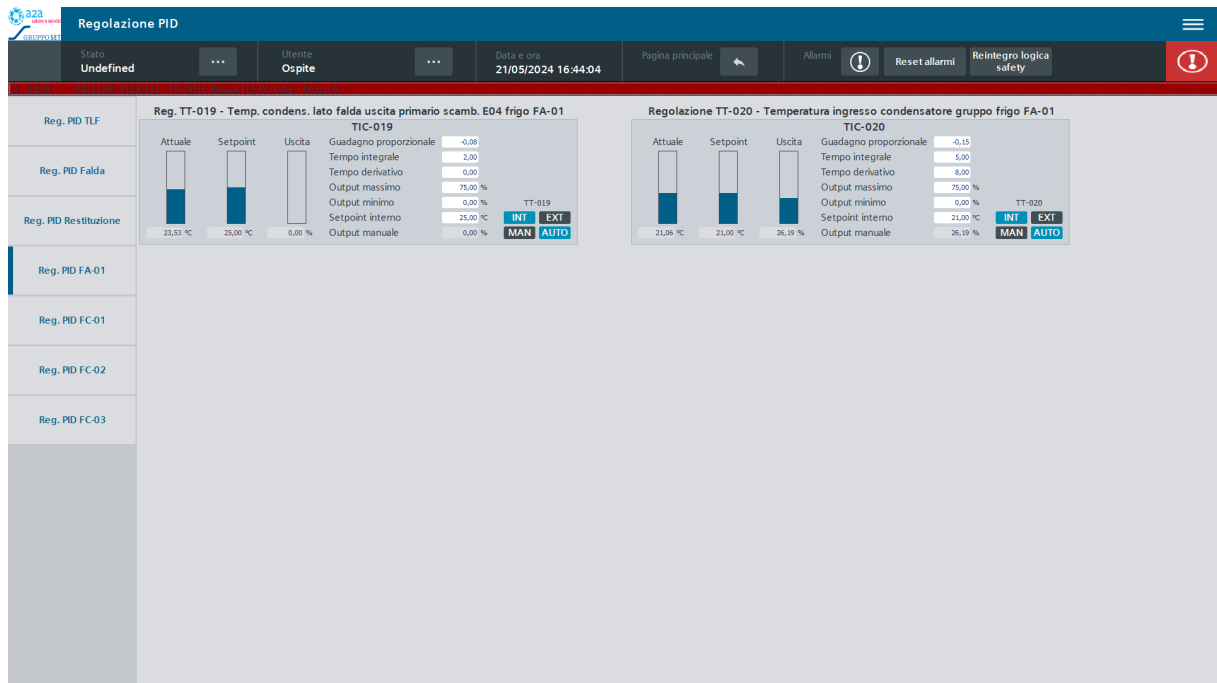 a2a
calore e servizi
GRUPPO SET
Regolazione PID
Stato
Undefined
...
Utente
Ospite
...
Data e ora
21/05/2024 16:44:04
Pagina principale
Allarmi
Reset allarmi
Reintegro logica
safety
Reg. PID TLF
Reg. PID Falda
Reg. PID Restituzione
Reg. PID FA-01
Reg. PID FC-01
Reg. PID FC-02
Reg. PID FC-03
Reg. TT-019 - Temp. condens. lato falda uscita primario scamb. E04 frigo FA-01
TIC-019
Attuale Setpoint Uscita Guadagno proporzionale -0,08
Tempo integrale 2,00
Tempo derivativo 0,00
Output massimo 75,00 %
Output minimo 0,00 % TT-019
Setpoint interno 25,00 °C INT EXT
23,53 °C 25,00 °C 0,00 % Output manuale 0,00 % MAN AUTO
Regolazione TT-020 - Temperatura ingresso condensatore gruppo frigo FA-01
TIC-020
Attuale Setpoint Uscita Guadagno proporzionale -0,15
Tempo integrale 5,00
Tempo derivativo 8,00
Output massimo 75,00 %
Output minimo 0,00 % TT-020
Setpoint interno 21,00 °C INT EXT
21,06 °C 21,00 °C 26,19 % Output manuale 26,19 % MAN AUTO